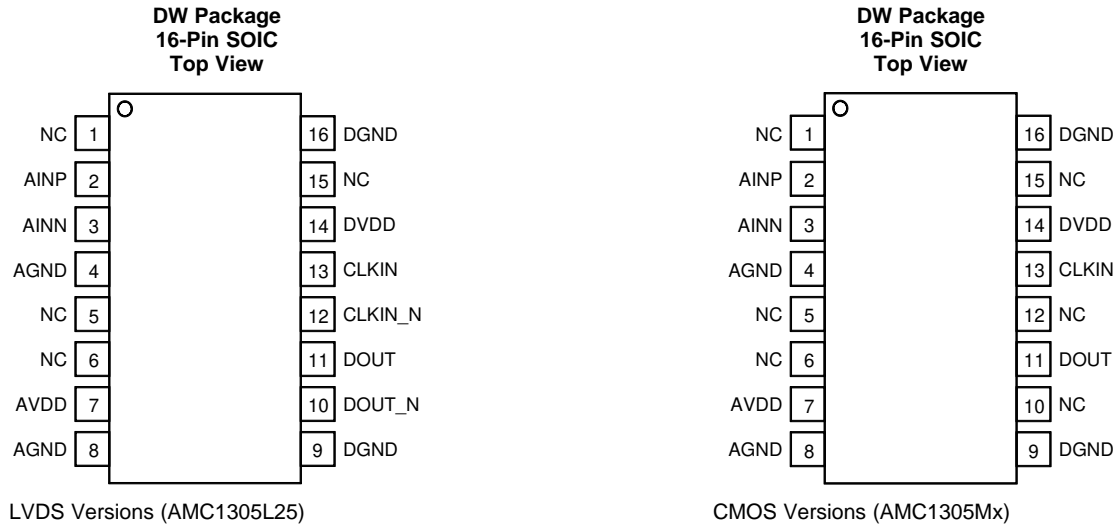 DW Package
16-Pin SOIC
Top View
NC 1 16 DGND
AINP 2 15 NC
AINN 3 14 DVDD
AGND 4 13 CLKIN
NC 5 12 CLKIN_N
NC 6 11 DOUT
AVDD 7 10 DOUT_N
AGND 8 9 DGND
LVDS Versions (AMC1305L25)
DW Package
16-Pin SOIC
Top View
NC 1 16 DGND
AINP 2 15 NC
AINN 3 14 DVDD
AGND 4 13 CLKIN
NC 5 12 NC
NC 6 11 DOUT
AVDD 7 10 NC
AGND 8 9 DGND
CMOS Versions (AMC1305Mx)